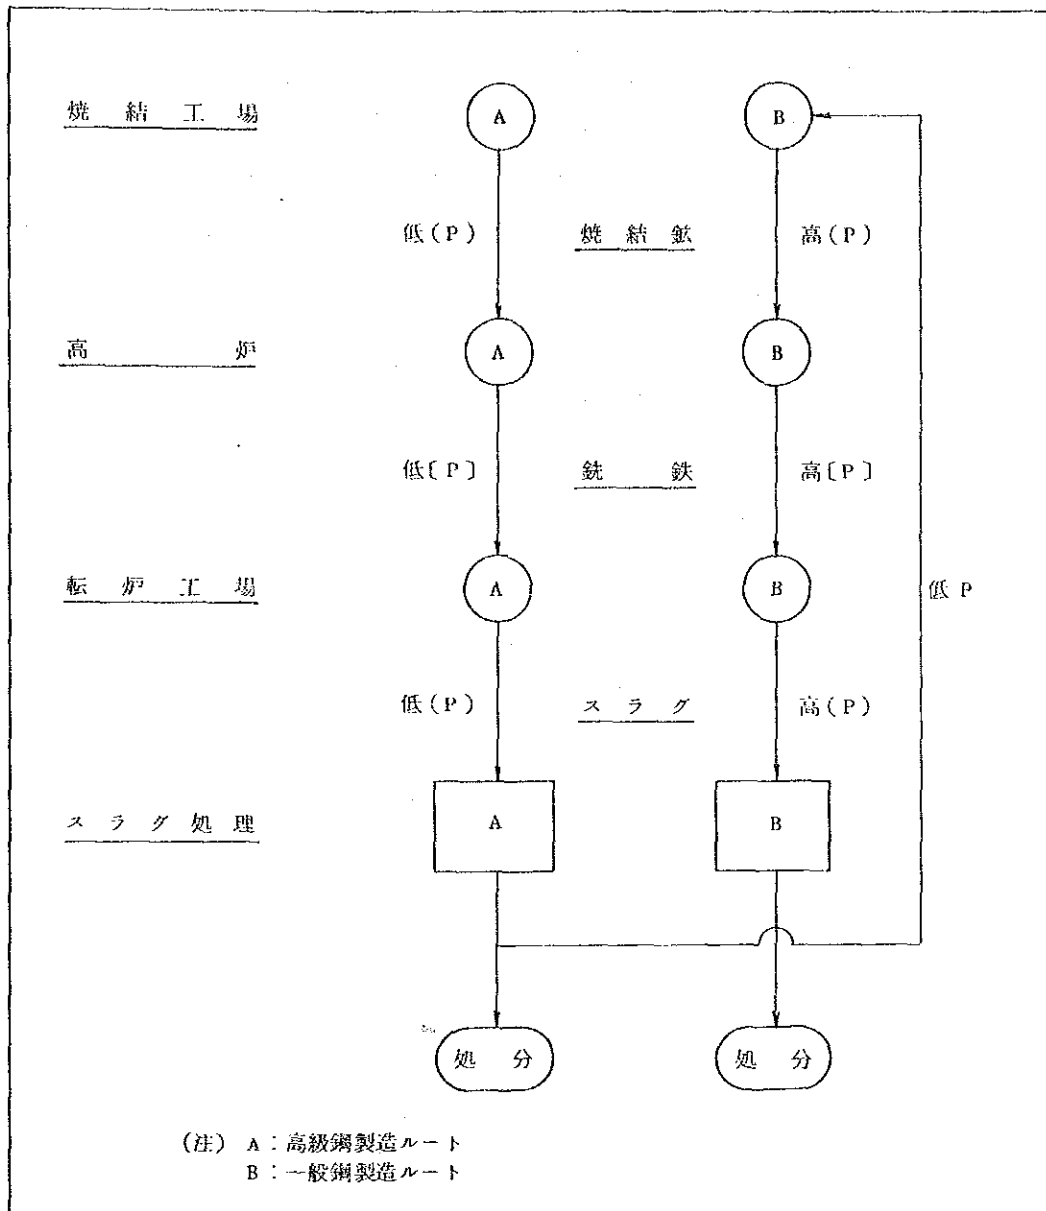 焼結工場 A B
低(P) 焼結鉱 高(P)
高炉 A B
低〔P〕 銑鉄 高〔P〕
転炉工場 A B 低P
低(P) スラグ 高(P)
スラグ処理 A B
処分 処分
(注) A:高級鋼製造ルート
B:一般鋼製造ルート